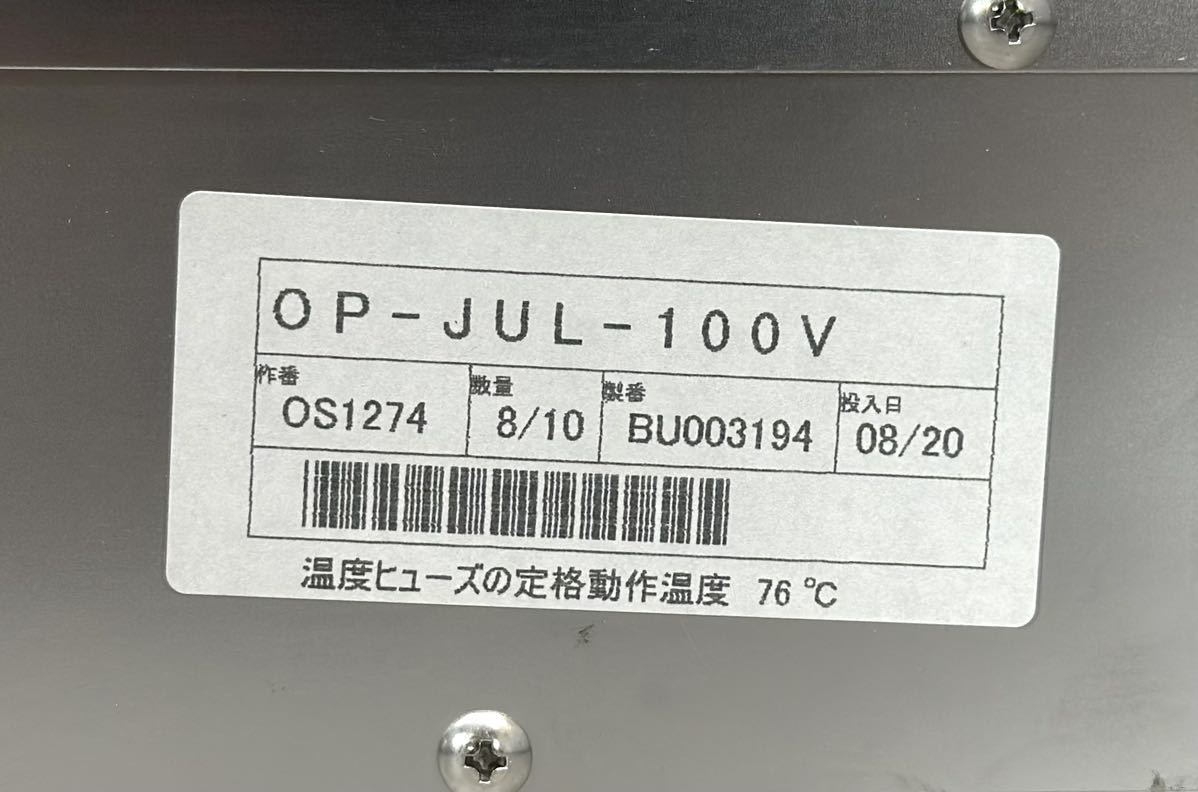 OP-JUL-100V
作番 数量 製番 投入日
OS1274 8/10 BU003194 08/20
温度ヒューズの定格動作温度 76℃